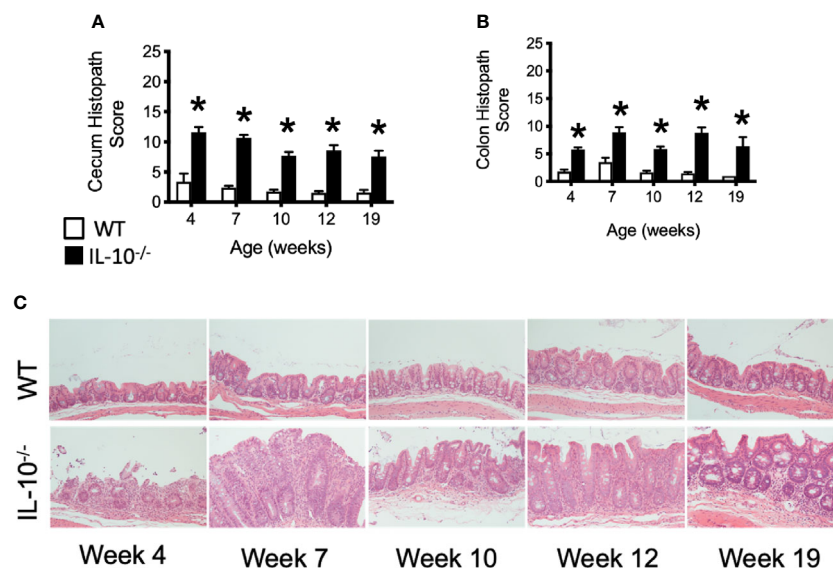 A
Cecum Histopath
Score
25
20
15
10
5
0
*
*
*
*
*
4
7
10
12
19
Age (weeks)
WT
IL-10-/-
B
Colon Histopath
Score
25
20
15
10
5
0
*
*
*
*
*
4
7
10
12
19
Age (weeks)
C
WT
IL-10-/-
Week 4
Week 7
Week 10
Week 12
Week 19